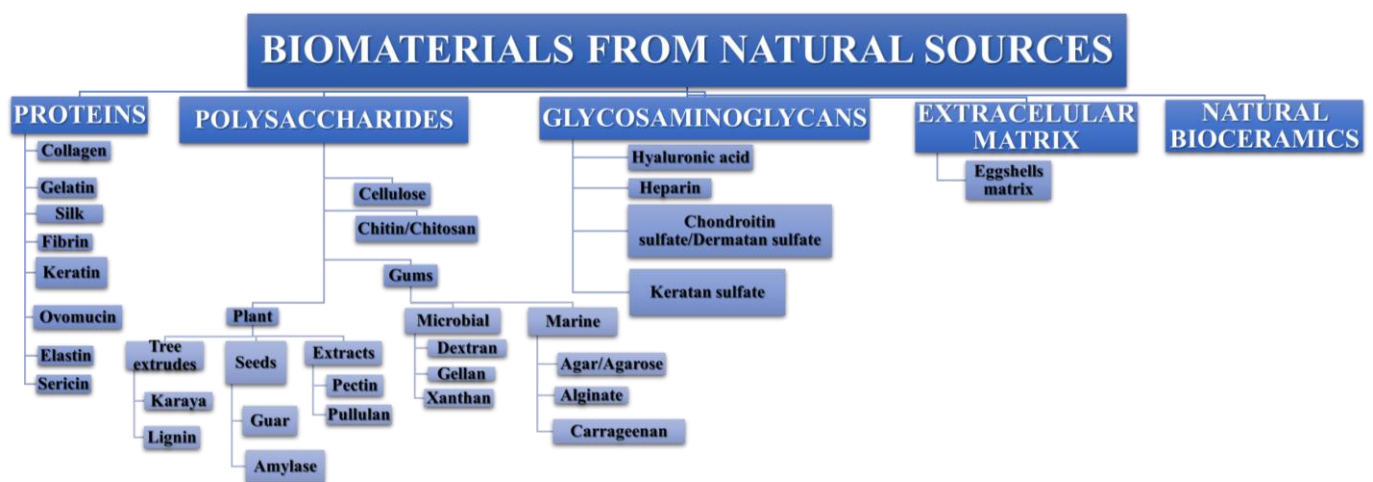 BIOMATERIALS FROM NATURAL SOURCES
PROTEINS
Collagen
Gelatin
Silk
Fibrin
Keratin
Ovomucin
Elastin
Sericin
POLYSACCHARIDES
Cellulose
Chitin/Chitosan
Gums
Plant
Tree
extrudes
Karaya
Lignin
Seeds
Guar
Amylase
Extracts
Pectin
Pullulan
Microbial
Dextran
Gellan
Xanthan
Marine
Agar/Agarose
Alginate
Carrageenan
GLYCOSAMINOGLYCANS
Hyaluronic acid
Heparin
Chondroitin
sulfate/Dermatan sulfate
Keratan sulfate
EXTRACELULAR
MATRIX
Eggshells
matrix
NATURAL
BIOCERAMICS